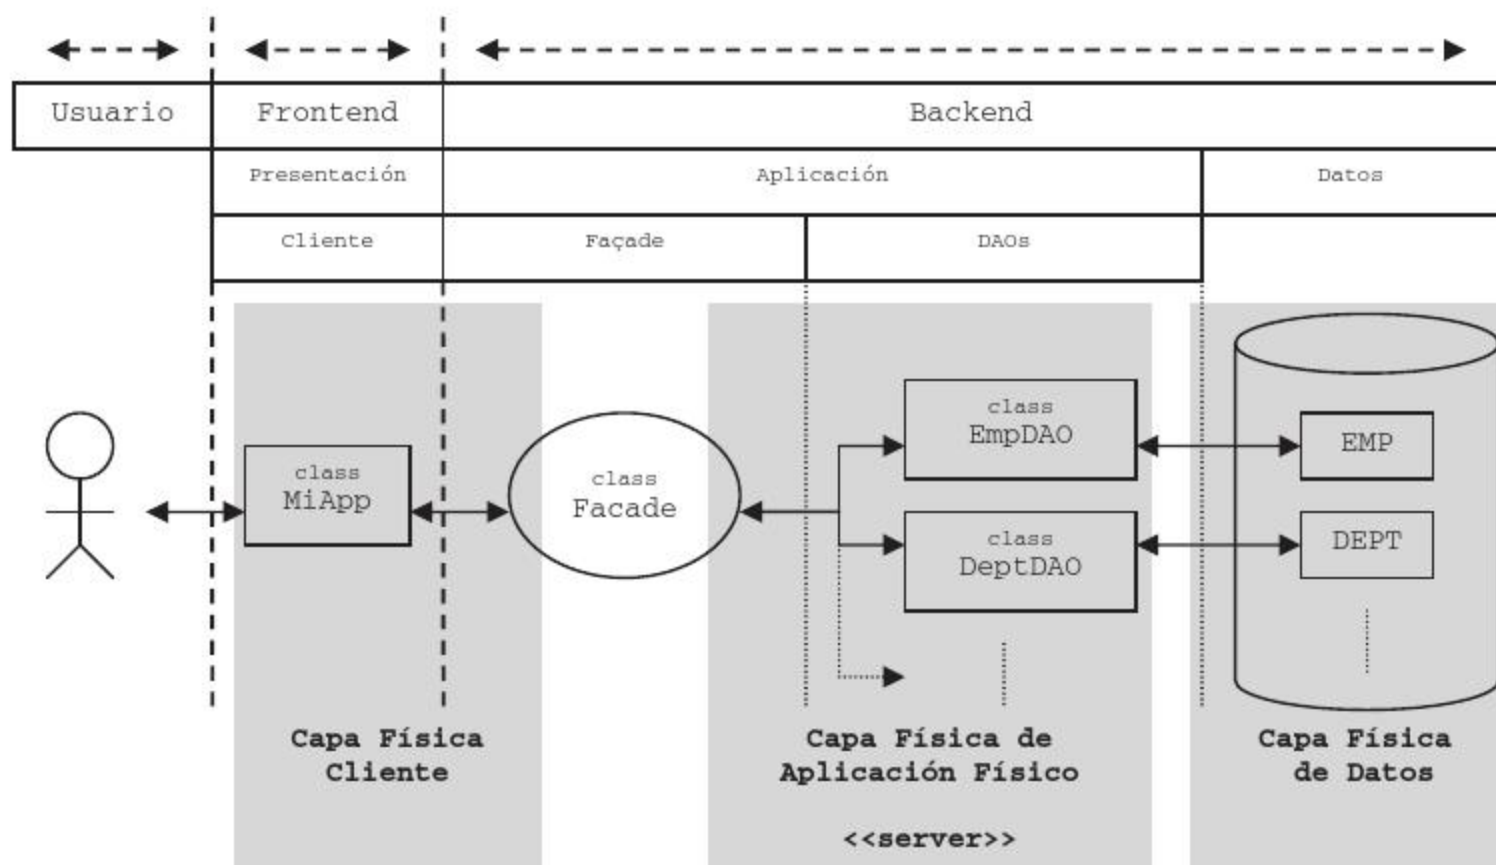 Usuario Frontend Backend
Presentación Aplicación Datos
Cliente Façade DAOs
class
MiApp
class
Facade
class
EmpDAO
class
DeptDAO
EMP
DEPT
Capa Física
Cliente
Capa Física de
Aplicación Físico
<<server>>
Capa Física
de Datos